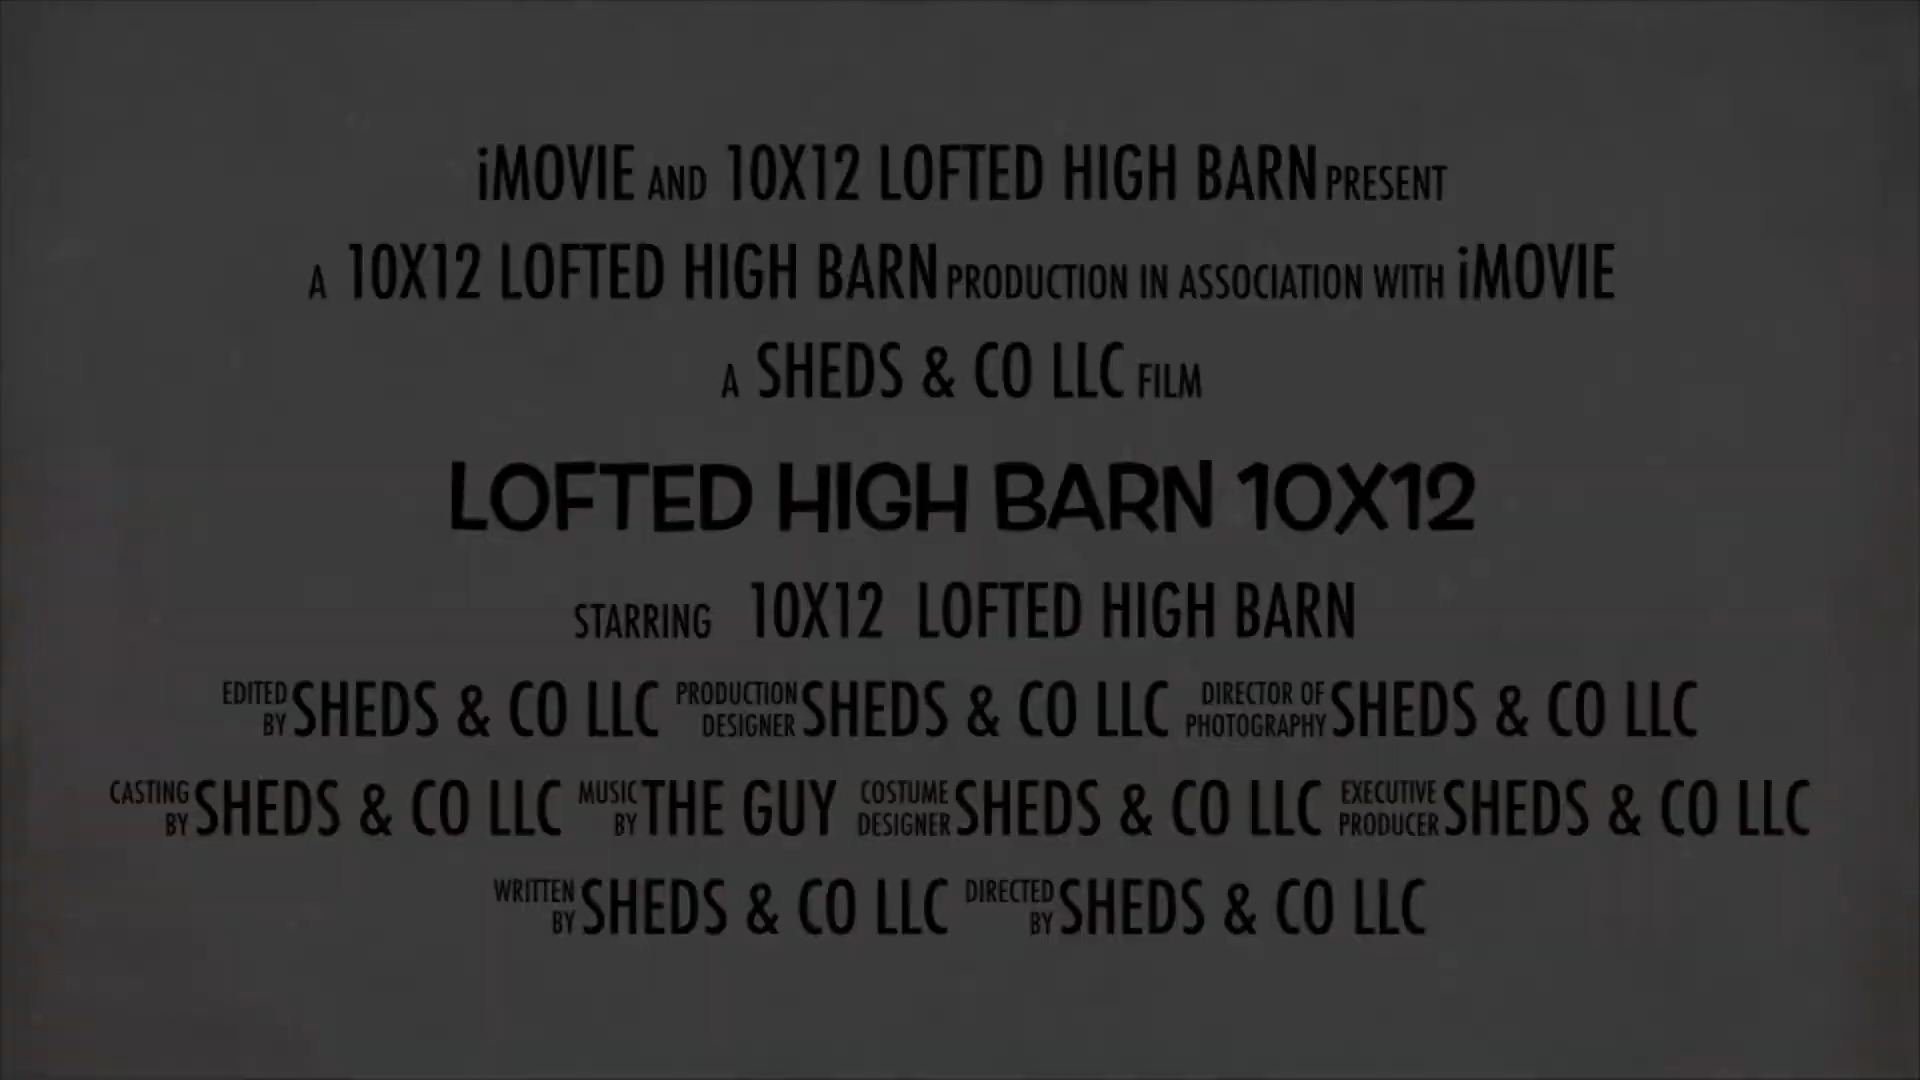 iMOVIE AND 10X12 LOFTED HIGH BARN PRESENT
A 10X12 LOFTED HIGH BARN PRODUCTION IN ASSOCIATION WITH iMOVIE
A SHEDS & CO LLC FILM
LOFTED HIGH BARN 10X12
STARRING 10X12 LOFTED HIGH BARN
EDITED BY SHEDS & CO LLC PRODUCTION DESIGNER SHEDS & CO LLC DIRECTOR OF PHOTOGRAPHY SHEDS & CO LLC
CASTING BY SHEDS & CO LLC MUSIC BY THE GUY COSTUME DESIGNER SHEDS & CO LLC EXECUTIVE PRODUCER SHEDS & CO LLC
WRITTEN BY SHEDS & CO LLC DIRECTED BY SHEDS & CO LLC